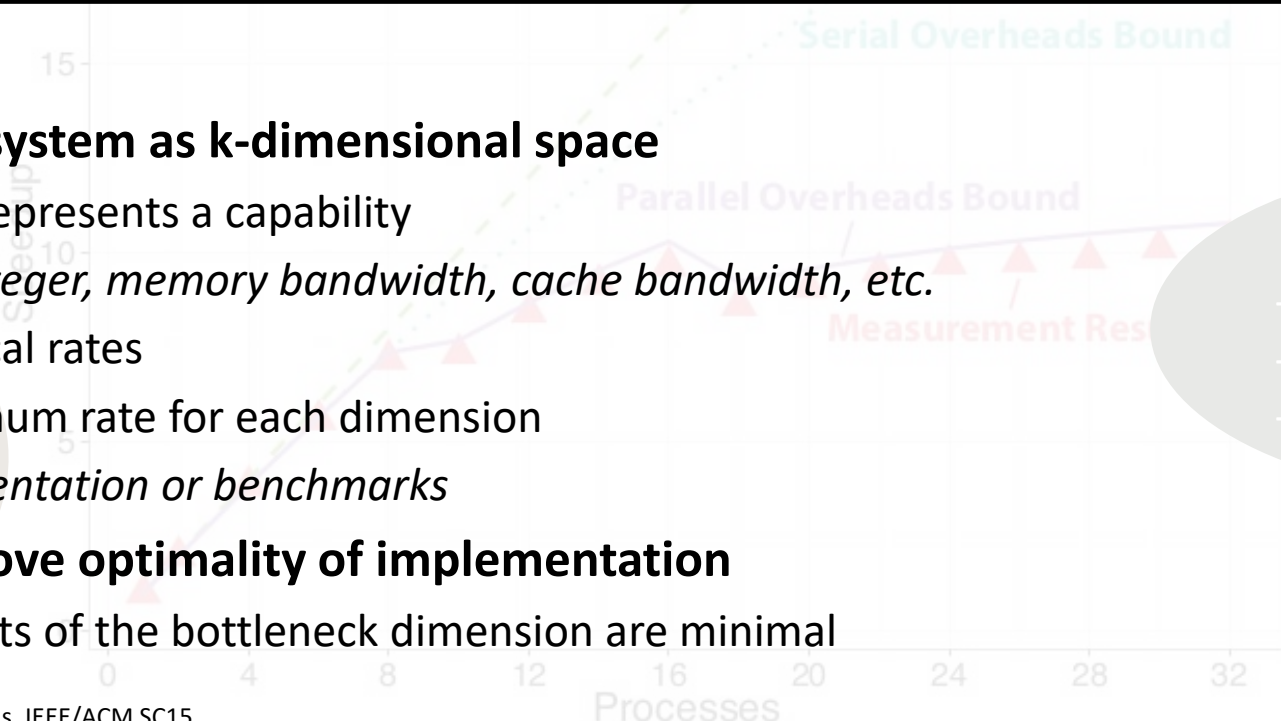 Serial Overheads Bound
15
system as k-dimensional space
Speedup
Parallel Overheads Bound
epresents a capability
10
eger, memory bandwidth, cache bandwidth, etc.
Measurement Res
al rates
um rate for each dimension
5
entation or benchmarks
ove optimality of implementation
ts of the bottleneck dimension are minimal
0 4 8 12 16 20 24 28 32
Processes
s, IEEE/ACM SC15